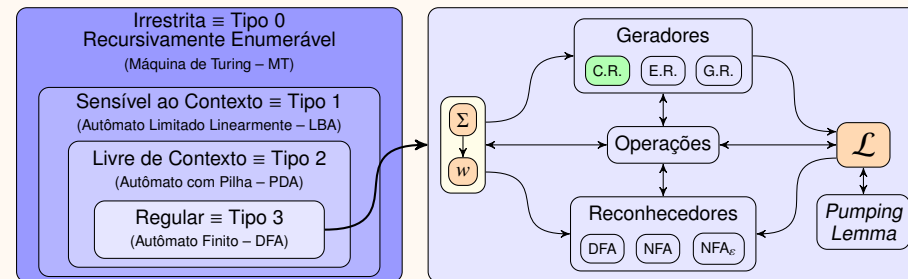 Irrestrita ≡ Tipo 0
Recursivamente Enumerável
(Máquina de Turing – MT)
Sensível ao Contexto ≡ Tipo 1
(Autômato Limitado Linearmente – LBA)
Livre de Contexto ≡ Tipo 2
(Autômato com Pilha – PDA)
Regular ≡ Tipo 3
(Autômato Finito – DFA)
Σ
w
Geradores
C.R. E.R. G.R.
Operações
Reconhecedores
DFA NFA NFAε
ℒ
Pumping
Lemma